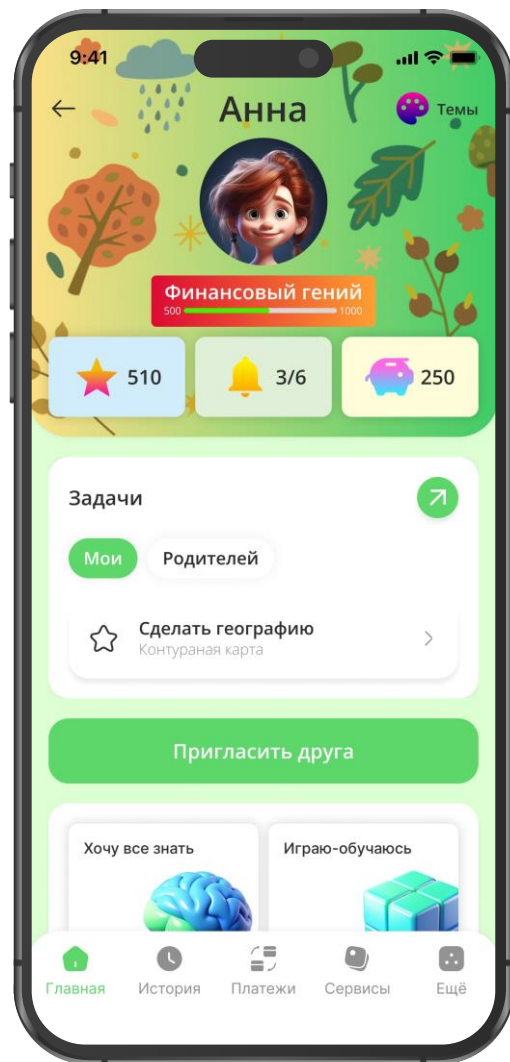 9:41
Анна
Темы
Финансовый гений
500
1000
510
3/6
250
Задачи
Мои
Родителей
Сделать географию
Контураная карта
Пригласить друга
Хочу все знать
Играю-обучаюсь
Главная
История
Платежи
Сервисы
Ещё